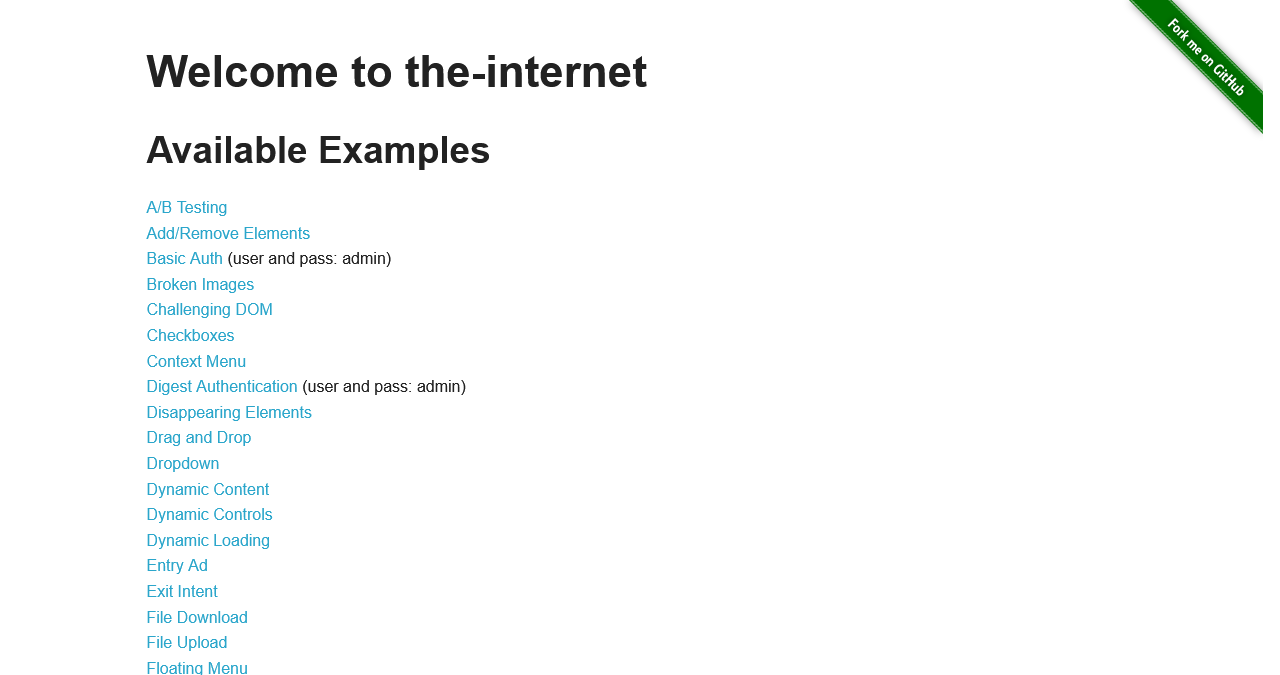 Fork me on GitHub
Welcome to the-internet
Available Examples
A/B Testing
Add/Remove Elements
Basic Auth (user and pass: admin)
Broken Images
Challenging DOM
Checkboxes
Context Menu
Digest Authentication (user and pass: admin)
Disappearing Elements
Drag and Drop
Dropdown
Dynamic Content
Dynamic Controls
Dynamic Loading
Entry Ad
Exit Intent
File Download
File Upload
Floating Menu